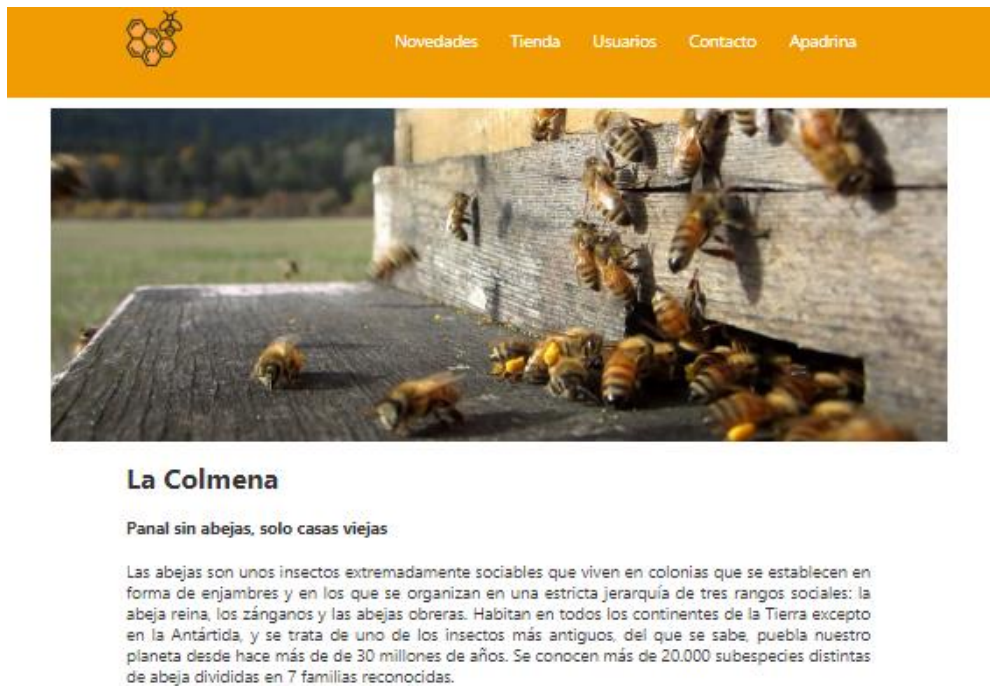 Novedades Tienda Usuarios Contacto Apadrina
La Colmena
Panal sin abejas, solo casas viejas
Las abejas son unos insectos extremadamente sociables que viven en colonias que se establecen en
forma de enjambres y en los que se organizan en una estricta jerarquía de tres rangos sociales: la
abeja reina, los zánganos y las abejas obreras. Habitan en todos los continentes de la Tierra excepto
en la Antártida, y se trata de uno de los insectos más antiguos, del que se sabe, puebla nuestro
planeta desde hace más de de 30 millones de años. Se conocen más de 20.000 subespecies distintas
de abeja divididas en 7 familias reconocidas.